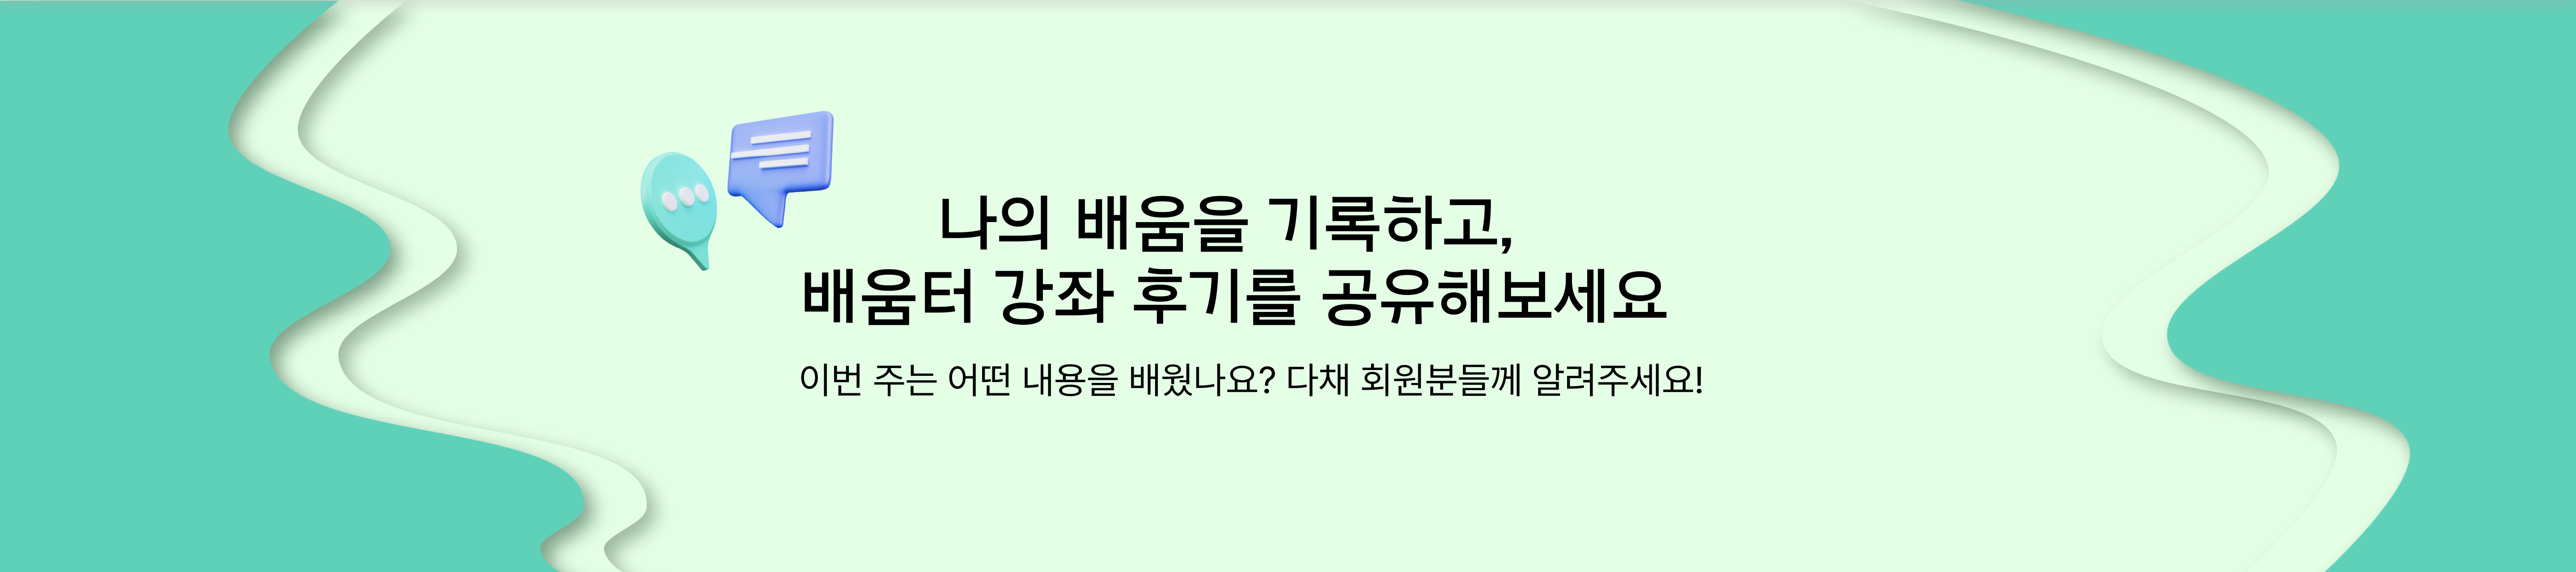 나의 배움을 기록하고,
배움터 강좌 후기를 공유해보세요
이번 주는 어떤 내용을 배웠나요? 다채 회원분들께 알려주세요!